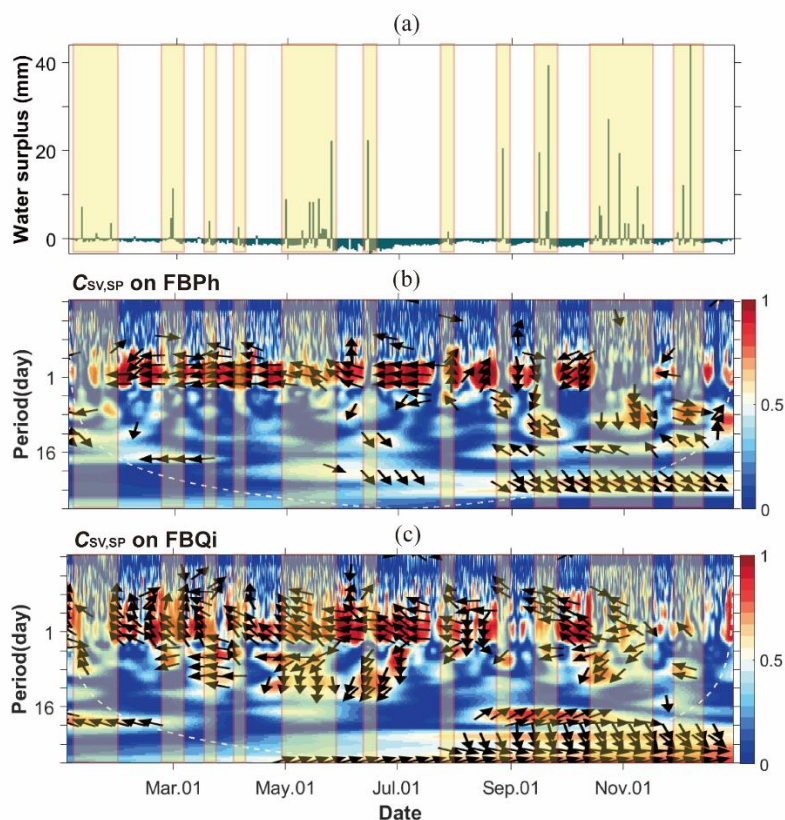 (a)
Water surplus (mm)
40
20
0
CSV,SP on FBPh
(b)
Period(day)
1
16
1
0.5
0
CSV,SP on FBQi
(c)
Period(day)
1
16
1
0.5
0
Mar.01 May.01 Jul.01 Sep.01 Nov.01
Date